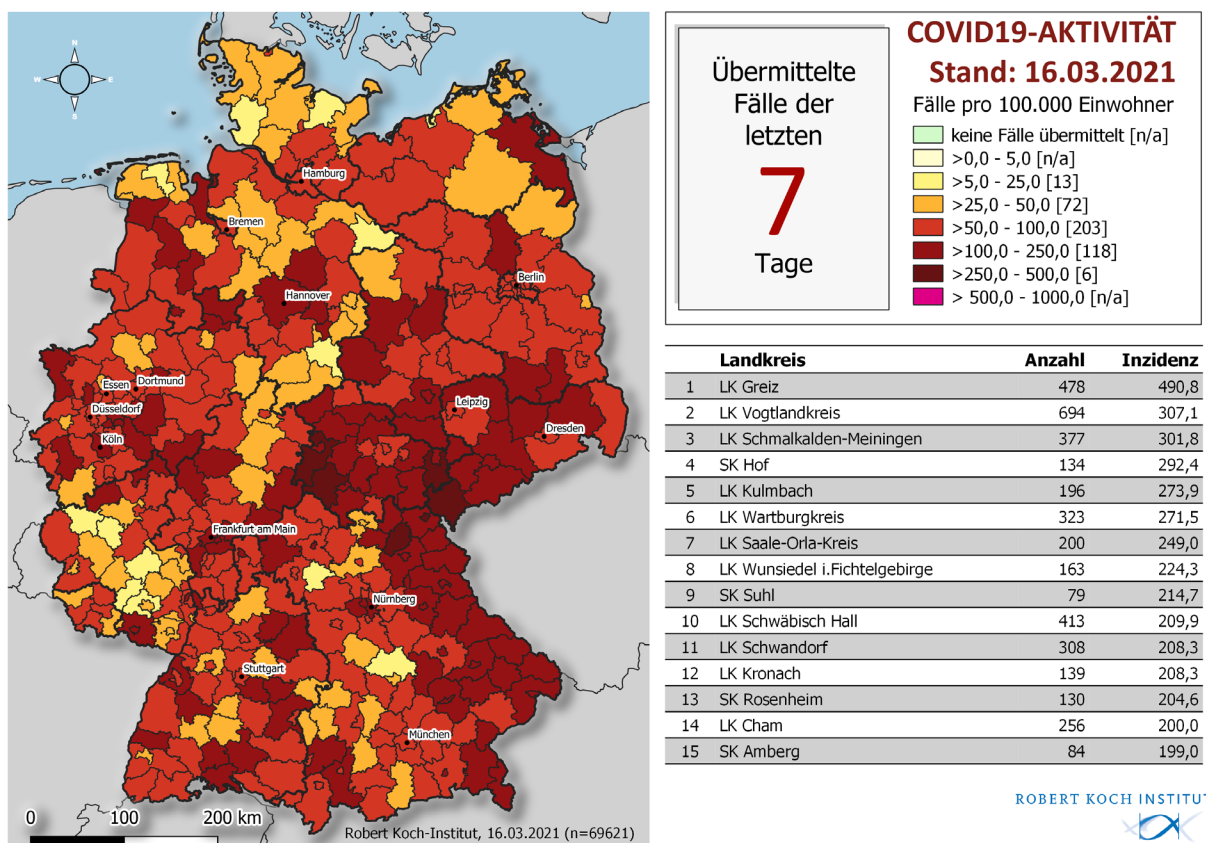 N
W
E
S
Hamburg
Bremen
Berlin
Hannover
Essen
Dortmund
Düsseldorf
Köln
Leipzig
Dresden
Frankfurt am Main
Nürnberg
Stuttgart
München
0 100 200 km
Robert Koch-Institut, 16.03.2021 (n=69621)
Übermittelte
Fälle der
letzten
7
Tage
COVID19-AKTIVITÄT
Stand: 16.03.2021
Fälle pro 100.000 Einwohner
keine Fälle übermittelt [n/a]
>0,0 - 5,0 [n/a]
>5,0 - 25,0 [13]
>25,0 - 50,0 [72]
>50,0 - 100,0 [203]
>100,0 - 250,0 [118]
>250,0 - 500,0 [6]
> 500,0 - 1000,0 [n/a]
Landkreis Anzahl Inzidenz
1 LK Greiz 478 490,8
2 LK Vogtlandkreis 694 307,1
3 LK Schmalkalden-Meiningen 377 301,8
4 SK Hof 134 292,4
5 LK Kulmbach 196 273,9
6 LK Wartburgkreis 323 271,5
7 LK Saale-Orla-Kreis 200 249,0
8 LK Wunsiedel i.Fichtelgebirge 163 224,3
9 SK Suhl 79 214,7
10 LK Schwäbisch Hall 413 209,9
11 LK Schwandorf 308 208,3
12 LK Kronach 139 208,3
13 SK Rosenheim 130 204,6
14 LK Cham 256 200,0
15 SK Amberg 84 199,0
ROBERT KOCH INSTITUT